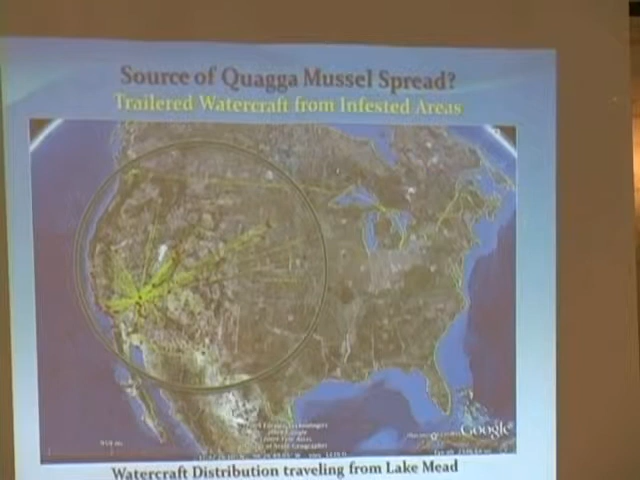 Source of Quagga Mussel Spread?
Trailered Watercraft from Infested Areas
Google
Watercraft Distribution traveling from Lake Mead